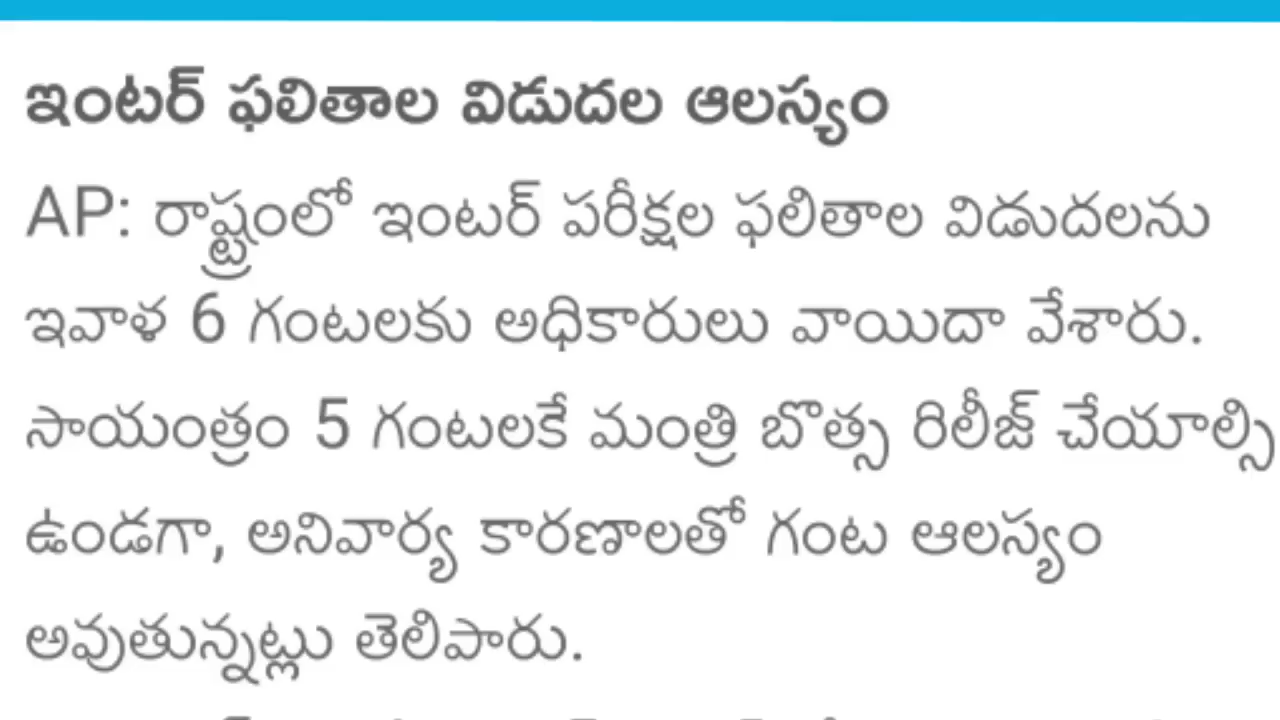 ఇంటర్ ఫలితాల విడుదల ఆలస్యం
AP: రాష్ట్రంలో ఇంటర్ పరీక్షల ఫలితాల విడుదలను
ఇవాళ 6 గంటలకు అధికారులు వాయిదా వేశారు.
సాయంత్రం 5 గంటలకే మంత్రి బొత్స రిలీజ్ చేయాల్సి
ఉండగా, అనివార్య కారణాలతో గంట ఆలస్యం
అవుతున్నట్లు తెలిపారు.